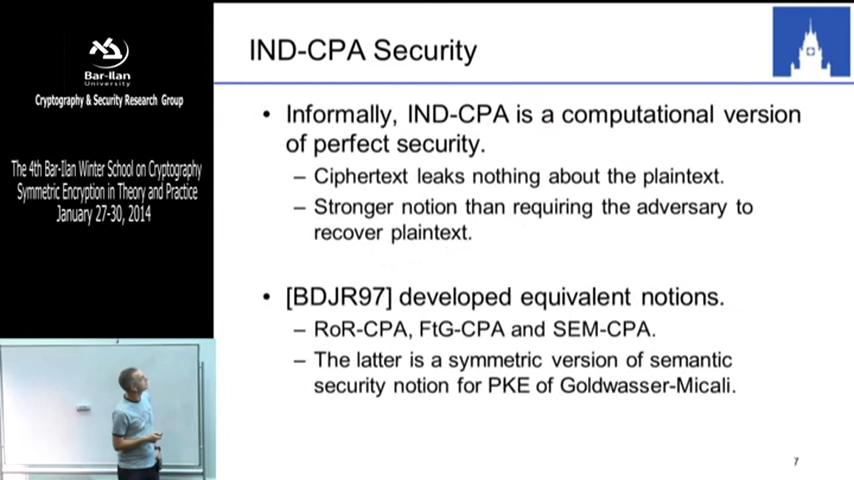 Bar-Ilan
University
Cryptography & Security Research Group
The 4th Bar-Ilan Winter School on Cryptography
Symmetric Encryption in Theory and Practice
January 27-30, 2014
IND-CPA Security
• Informally, IND-CPA is a computational version
of perfect security.
– Ciphertext leaks nothing about the plaintext.
– Stronger notion than requiring the adversary to
recover plaintext.
• [BDJR97] developed equivalent notions.
– RoR-CPA, FtG-CPA and SEM-CPA.
– The latter is a symmetric version of semantic
security notion for PKE of Goldwasser-Micali.
7